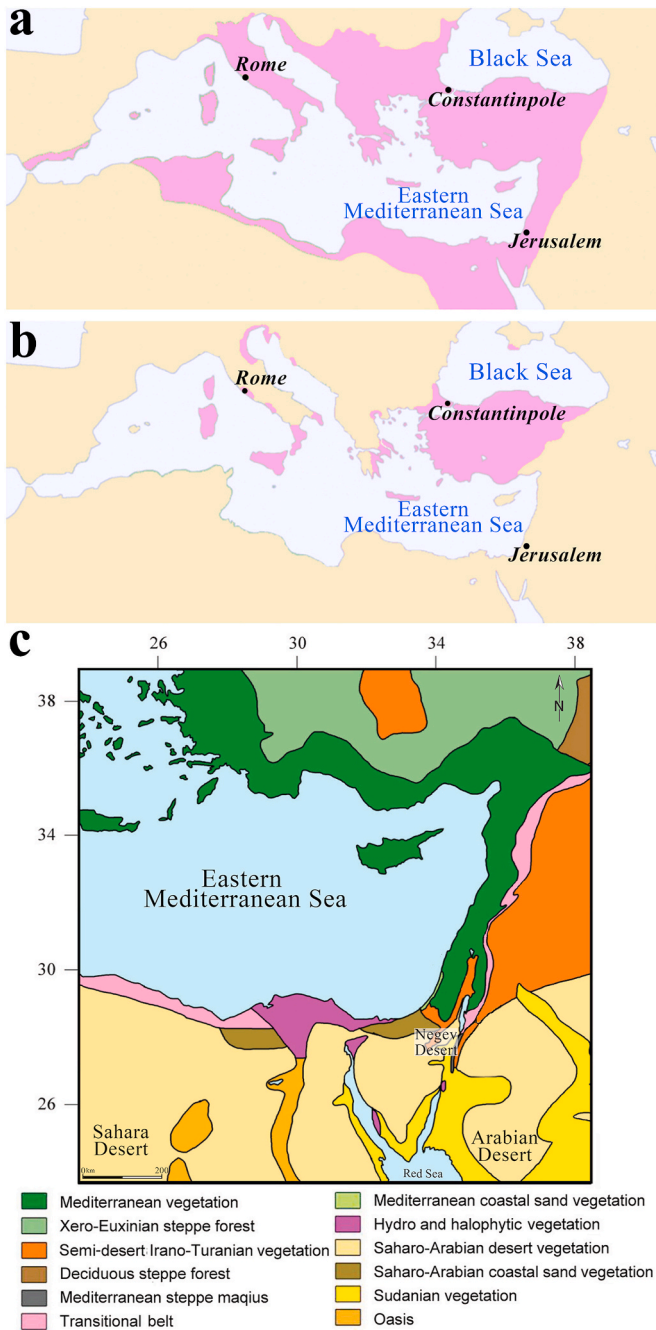 a
Black Sea
Rome
Constantinpole
Eastern
Mediterranean Sea
Jerusalem
b
Black Sea
Rome
Constantinpole
Eastern
Mediterranean Sea
Jerusalem
c
26 30 34 38
N
38
34
30
26
Eastern
Mediterranean Sea
Negev
Desert
Sahara
Desert
Arabian
Desert
Red Sea
0km 200
Mediterranean vegetation
Xero-Euxinian steppe forest
Semi-desert Irano-Turanian vegetation
Deciduous steppe forest
Mediterranean steppe maqius
Transitional belt
Mediterranean coastal sand vegetation
Hydro and halophytic vegetation
Saharo-Arabian desert vegetation
Saharo-Arabian coastal sand vegetation
Sudanian vegetation
Oasis